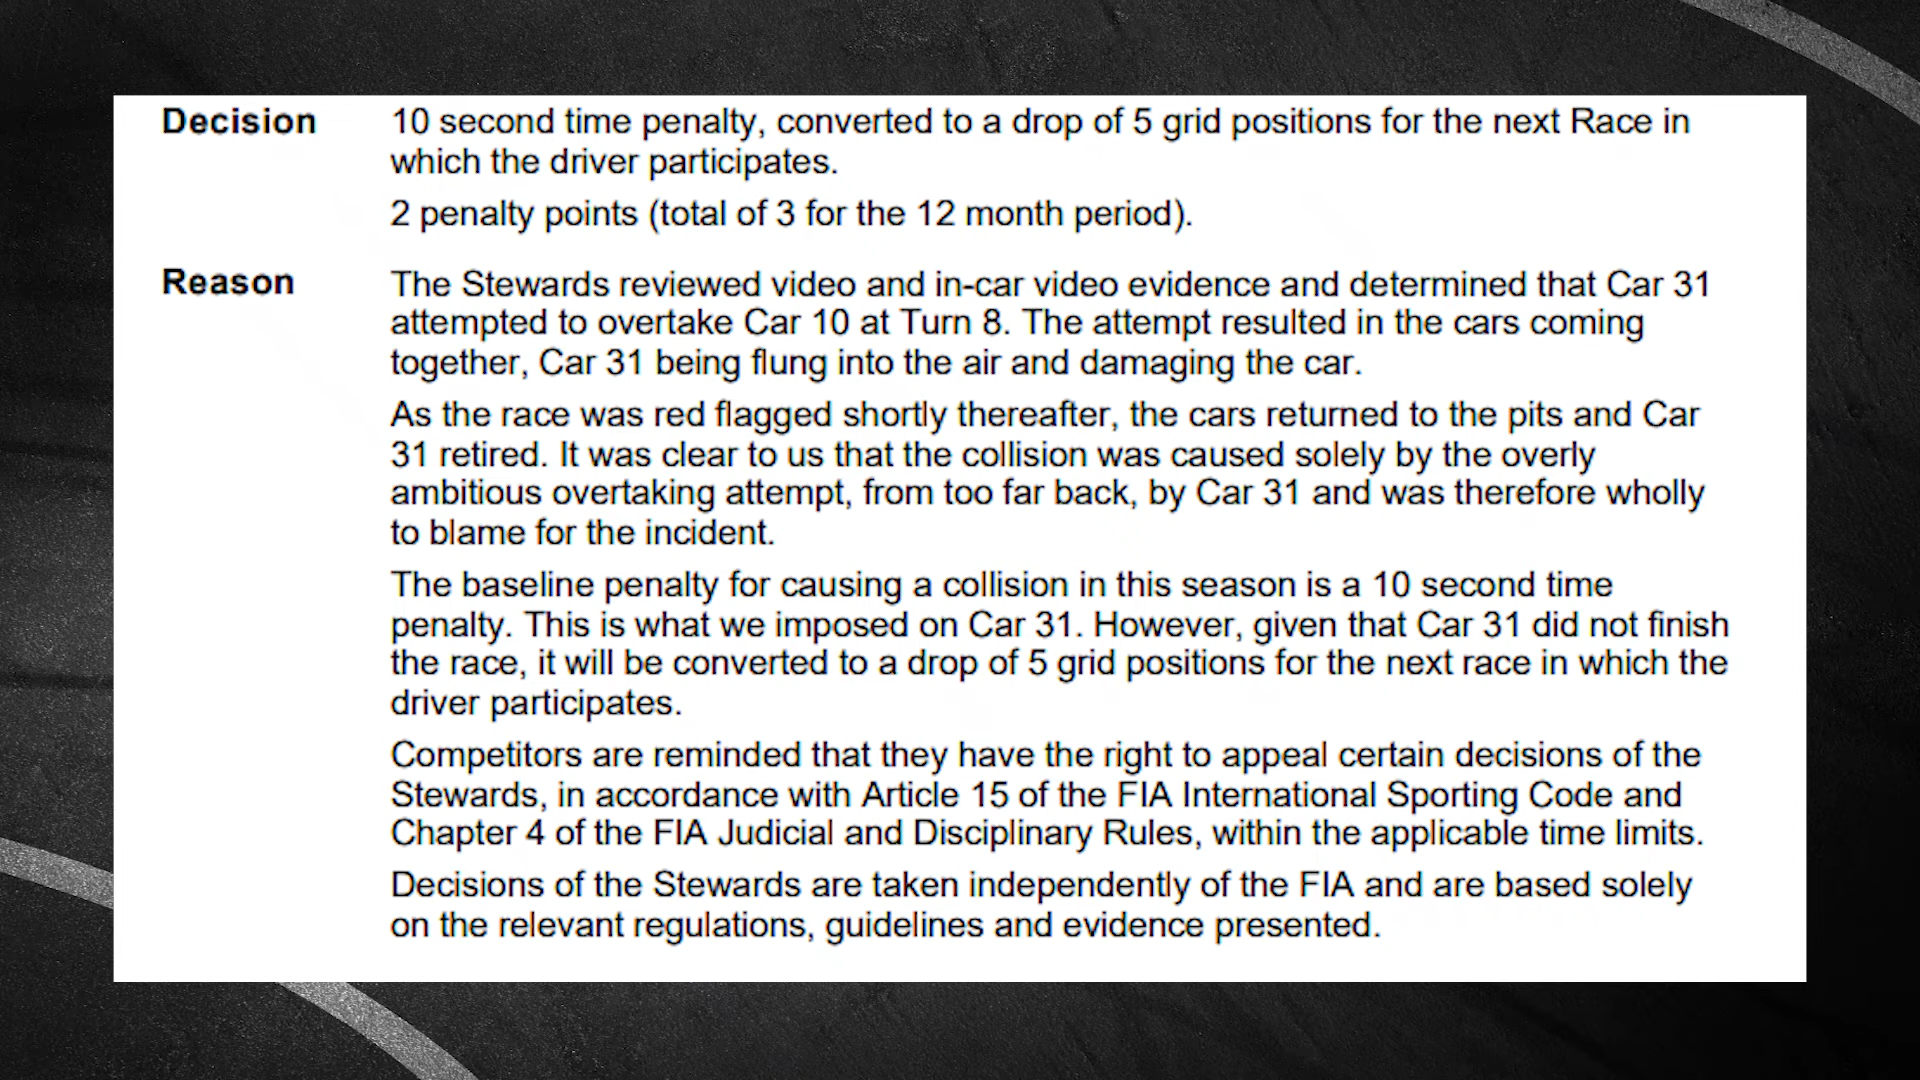 Decision 10 second time penalty, converted to a drop of 5 grid positions for the next Race in
which the driver participates.
2 penalty points (total of 3 for the 12 month period).
Reason The Stewards reviewed video and in-car video evidence and determined that Car 31
attempted to overtake Car 10 at Turn 8. The attempt resulted in the cars coming
together, Car 31 being flung into the air and damaging the car.
As the race was red flagged shortly thereafter, the cars returned to the pits and Car
31 retired. It was clear to us that the collision was caused solely by the overly
ambitious overtaking attempt, from too far back, by Car 31 and was therefore wholly
to blame for the incident.
The baseline penalty for causing a collision in this season is a 10 second time
penalty. This is what we imposed on Car 31. However, given that Car 31 did not finish
the race, it will be converted to a drop of 5 grid positions for the next race in which the
driver participates.
Competitors are reminded that they have the right to appeal certain decisions of the
Stewards, in accordance with Article 15 of the FIA International Sporting Code and
Chapter 4 of the FIA Judicial and Disciplinary Rules, within the applicable time limits.
Decisions of the Stewards are taken independently of the FIA and are based solely
on the relevant regulations, guidelines and evidence presented.